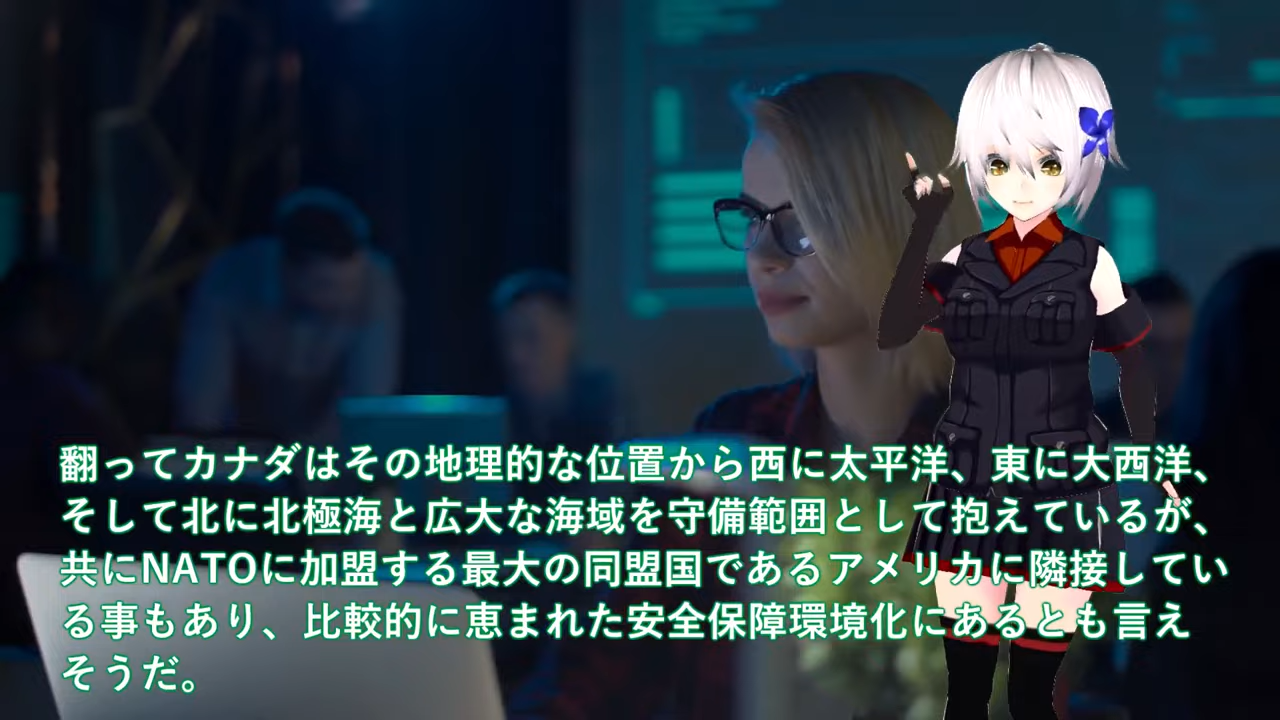 翻ってカナダはその地理的な位置から西に太平洋、東に大西洋、
そして北に北極海と広大な海域を守備範囲として抱えているが、
共にNATOに加盟する最大の同盟国であるアメリカに隣接してい
る事もあり、比較的に恵まれた安全保障環境化にあるとも言え
そうだ。